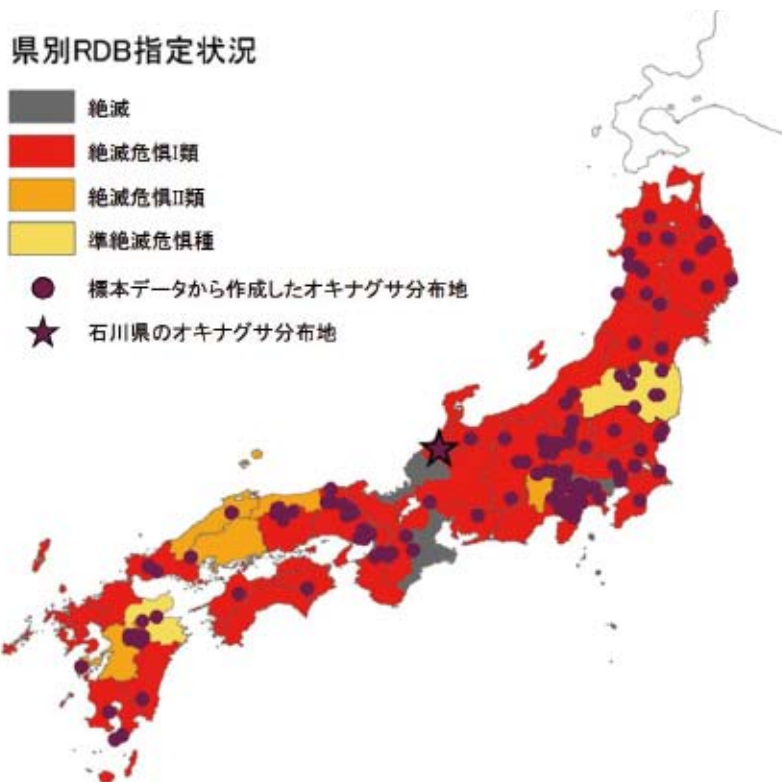 県別RDB指定状況
絶滅
絶滅危惧I類
絶滅危惧II類
準絶滅危惧種
標本データから作成したオキナグサ分布地
石川県のオキナグサ分布地